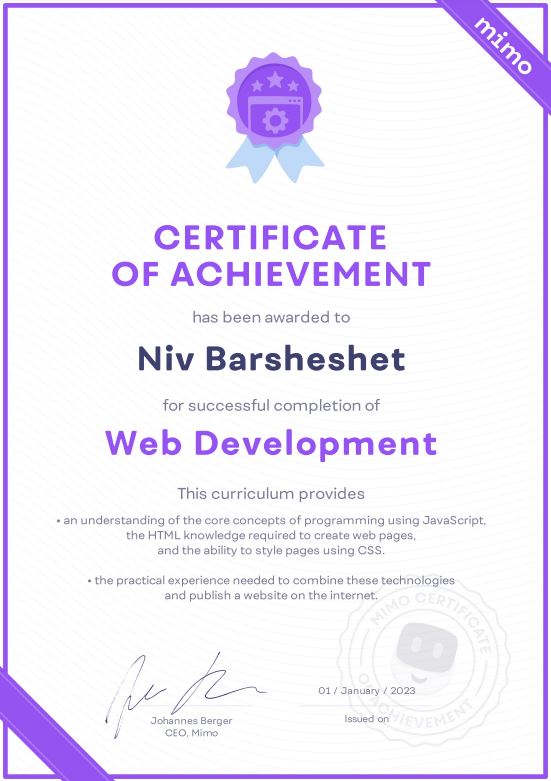 mimo
CERTIFICATE
OF ACHIEVEMENT
has been awarded to
Niv Barsheshet
for successful completion of
Web Development
This curriculum provides
• an understanding of the core concepts of programming using JavaScript,
the HTML knowledge required to create web pages,
and the ability to style pages using CSS.
• the practical experience needed to combine these technologies
and publish a website on the internet.
MIMO CERTIFICATE
OF ACHIEVEMENT
01 / January / 2023
Issued on
Johannes Berger
CEO, Mimo